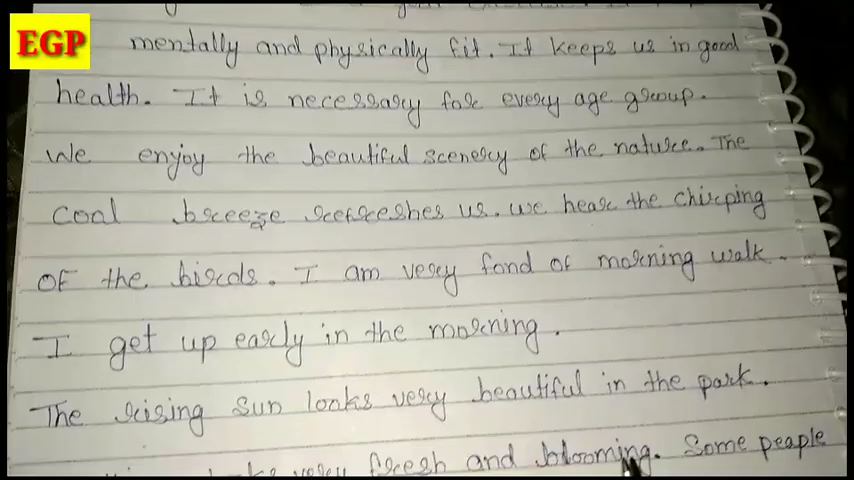 EGP
mentally and physically fit. It keeps us in good
health. It is necessary for every age group.
We enjoy the beautiful scenery of the nature. The
coal breeze refreshes us. we hear the chirping
of the birds. I am very fond of morning walk.
I get up early in the morning.
The rising sun looks very beautiful in the park.
very fresh and blooming. Some peaple